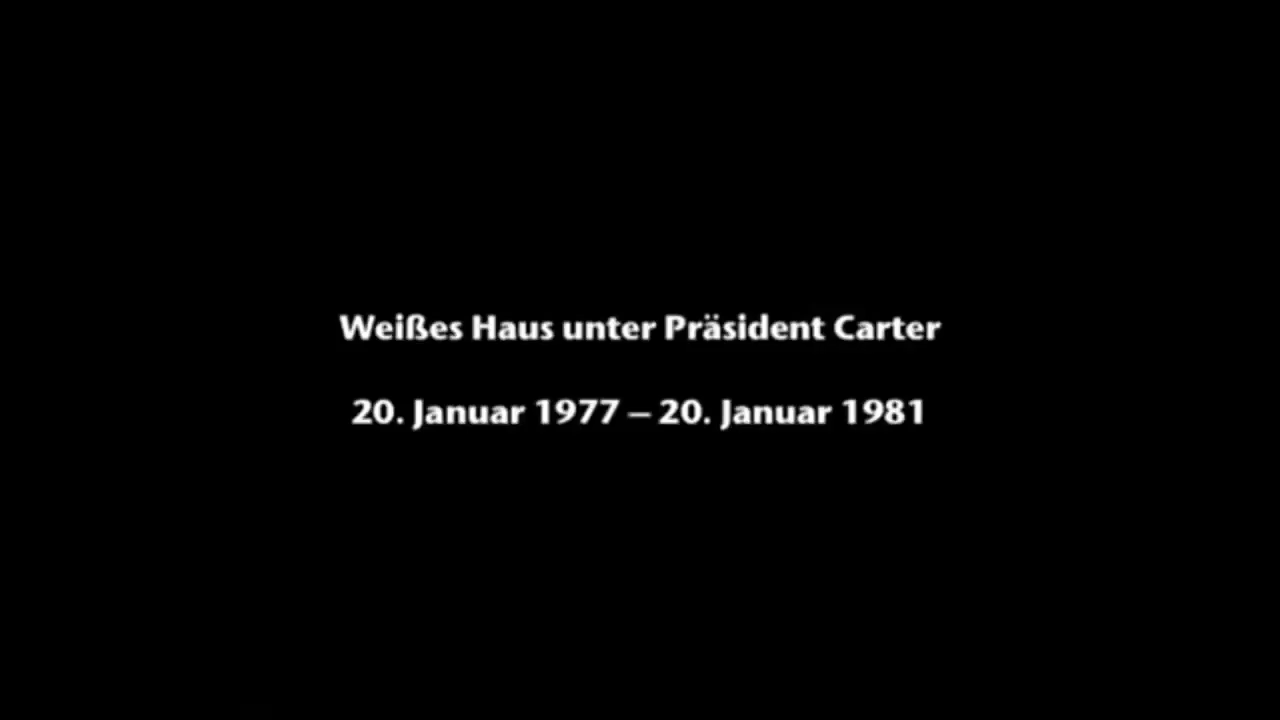 Weißes Haus unter Präsident Carter
20. Januar 1977 – 20. Januar 1981